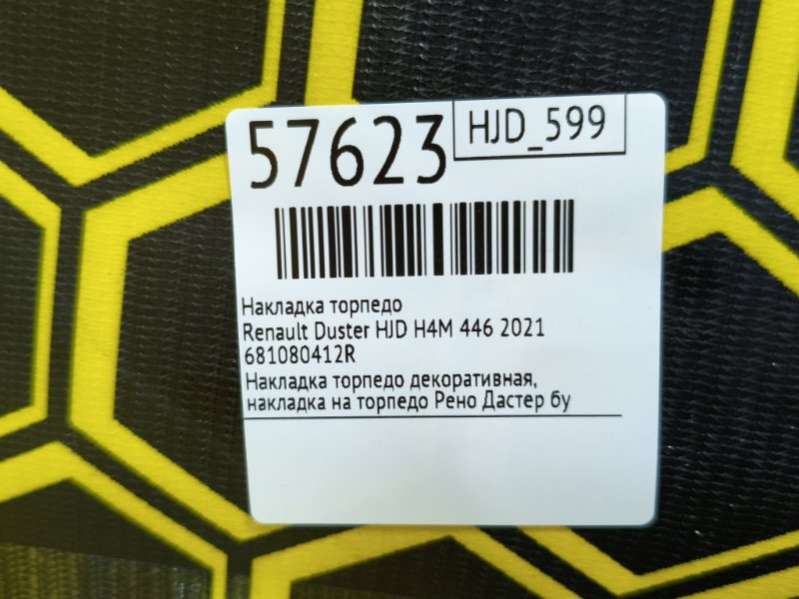 57623
HJD_599
Накладка торпедо
Renault Duster HJD H4M 446 2021
681080412R
Накладка торпедо декоративная,
накладка на торпедо Рено Дастер бу